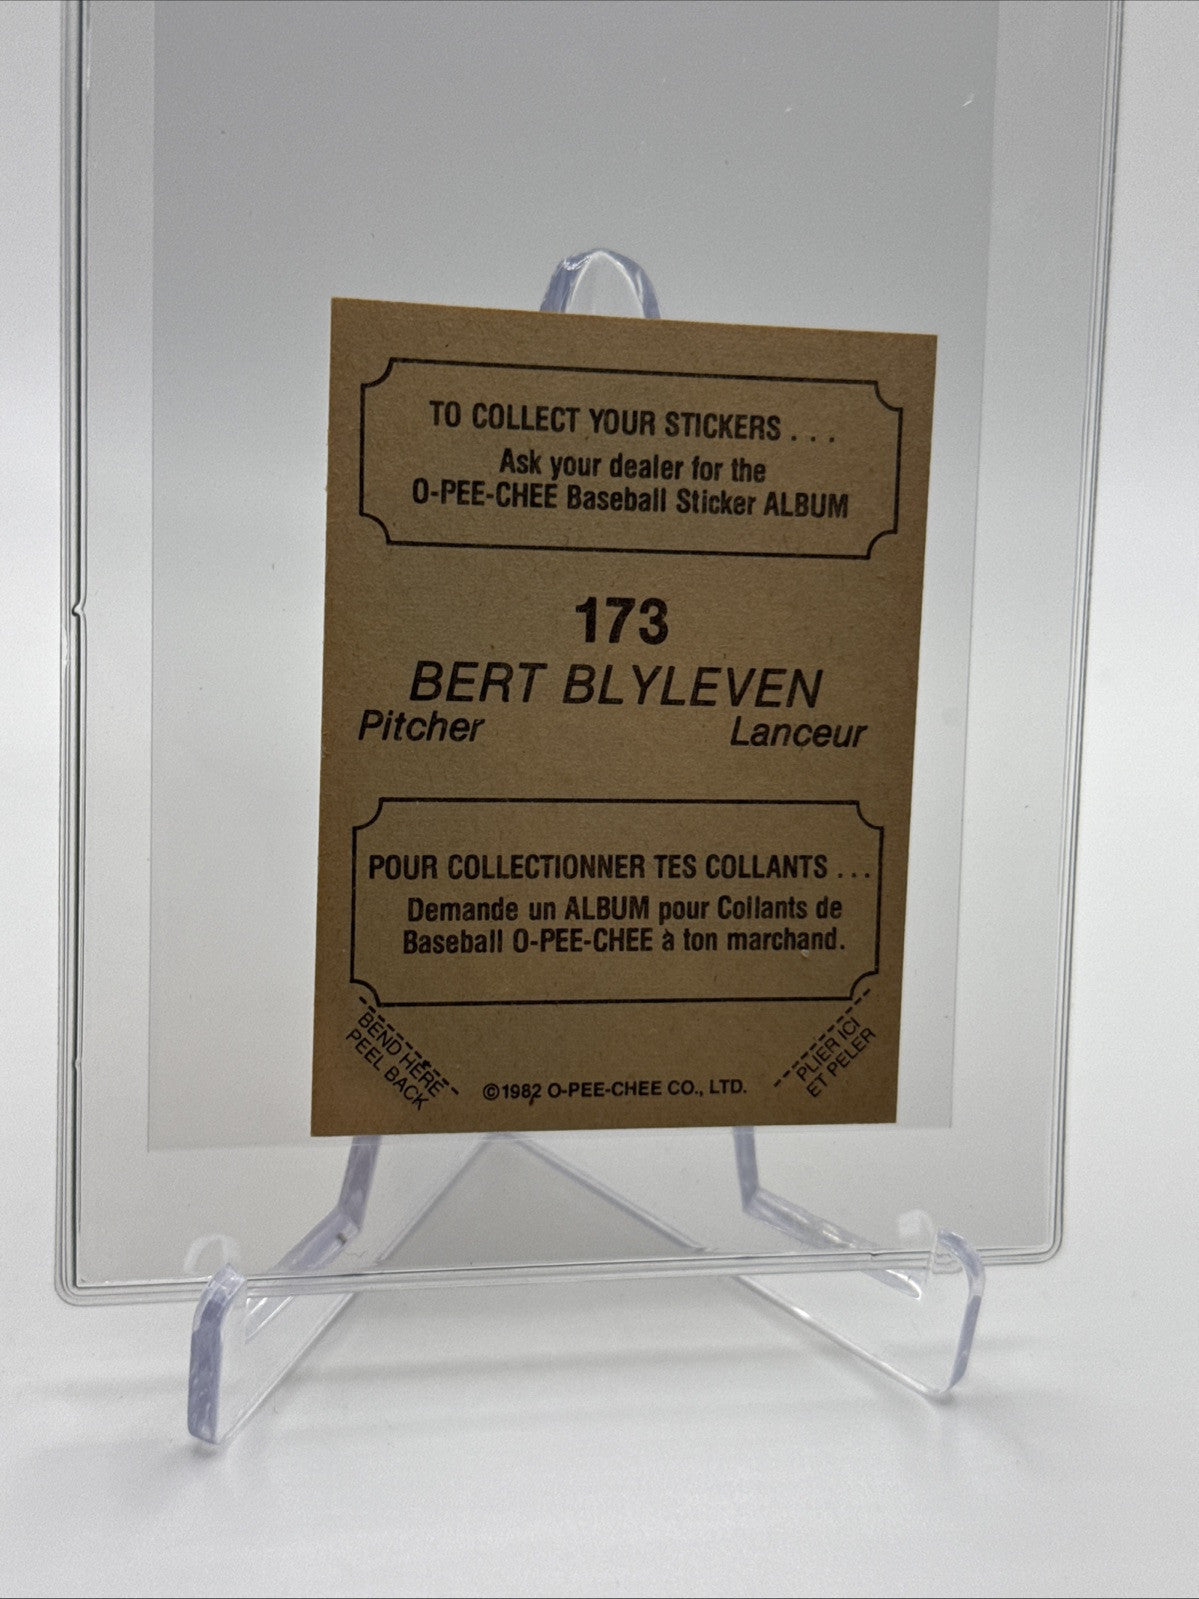 TO COLLECT YOUR STICKERS . . .
Ask your dealer for the
O-PEE-CHEE Baseball Sticker ALBUM
173
BERT BLYLEVEN
Pitcher Lanceur
POUR COLLECTIONNER TES COLLANTS . . .
Demande un ALBUM pour Collants de
Baseball O-PEE-CHEE à ton marchand.
BEND HERE
PEEL BACK
©1982 O-PEE-CHEE CO., LTD.
PLIER ICI
ET PELER